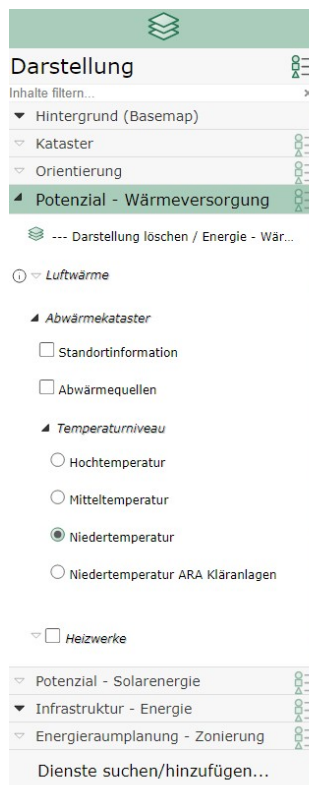 Darstellung
Inhalte filtern...
Hintergrund (Basemap)
Kataster
Orientierung
Potenzial - Wärmeversorgung
--- Darstellung löschen / Energie - Wär...
Luftwärme
Abwärmekataster
Standortinformation
Abwärmequellen
Temperaturniveau
Hochtemperatur
Mitteltemperatur
Niedertemperatur
Niedertemperatur ARA Kläranlagen
Heizwerke
Potenzial - Solarenergie
Infrastruktur - Energie
Energieraumplanung - Zonierung
Dienste suchen/hinzufügen...